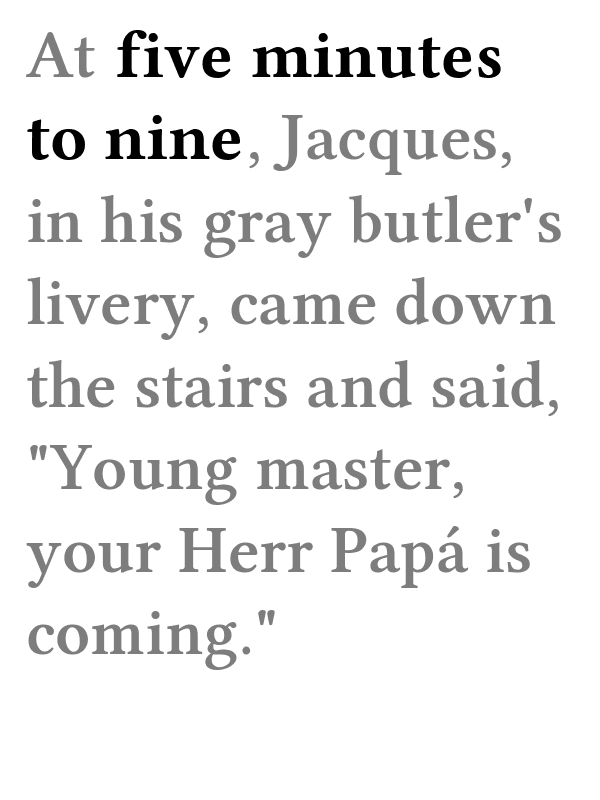 At five minutes
to nine, Jacques,
in his gray butler's
livery, came down
the stairs and said,
"Young master,
your Herr Papá is
coming."